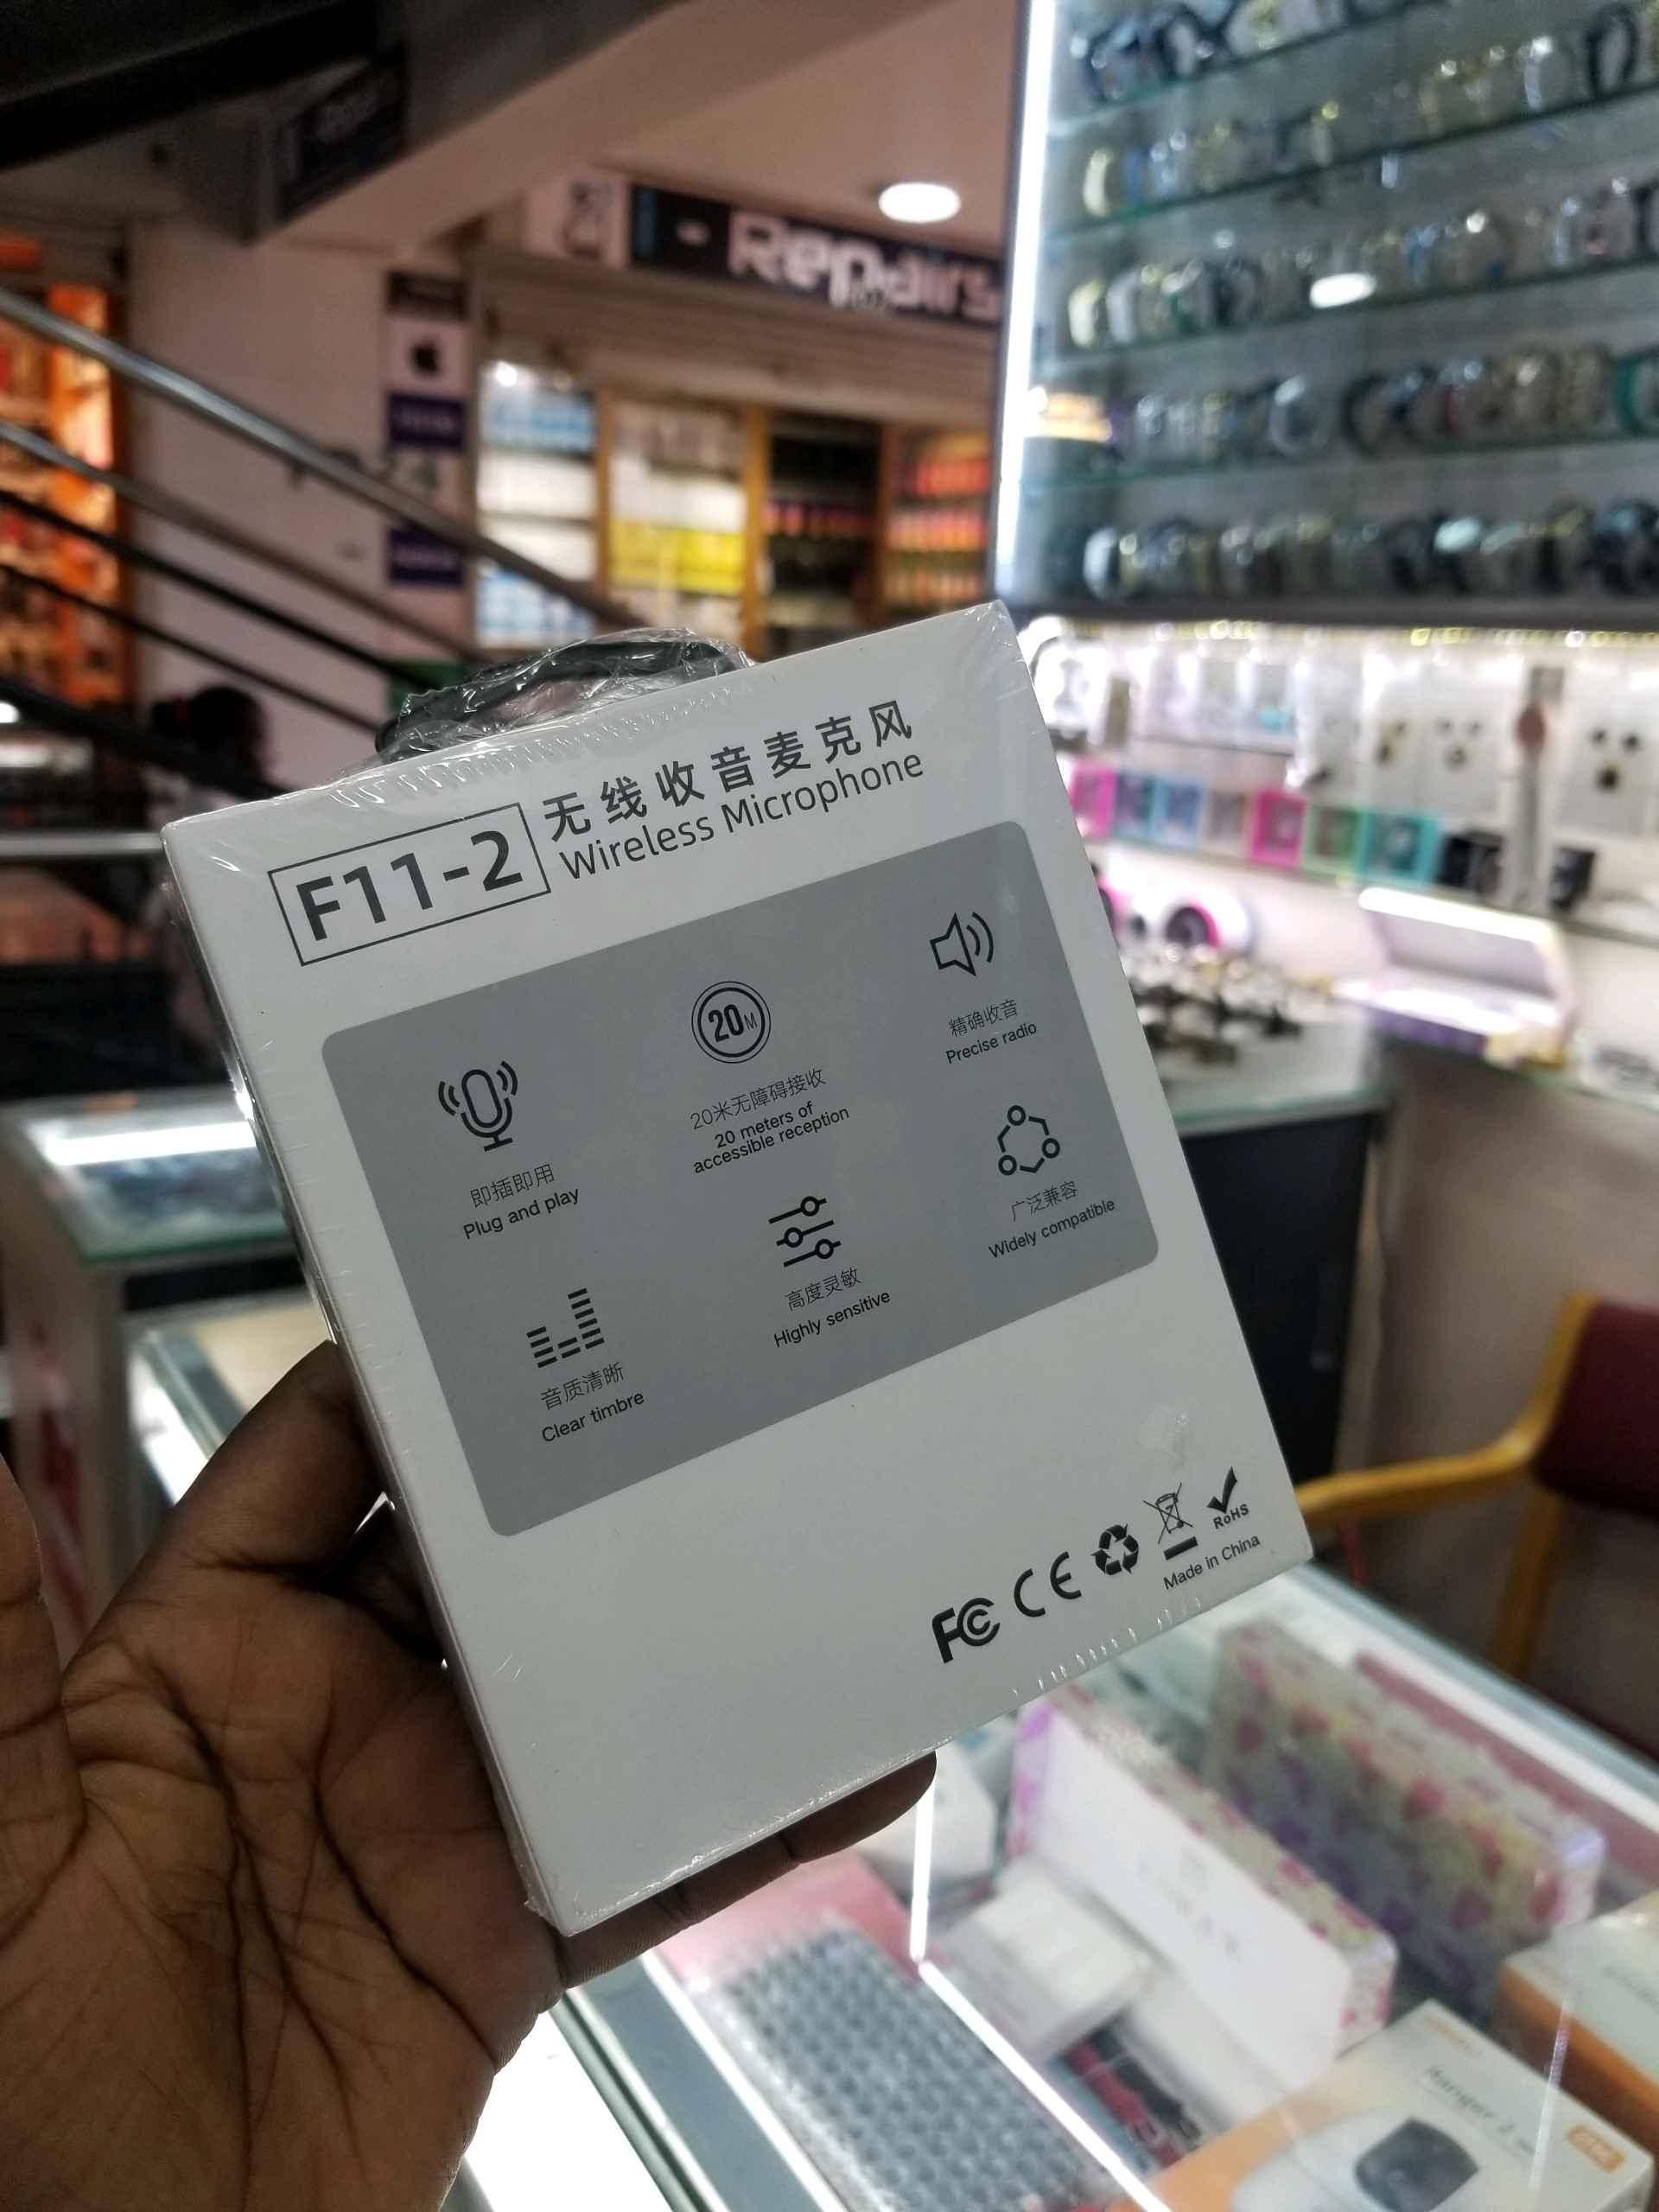 Repairs
F11-2
无线收音麦克风
Wireless Microphone
即插即用
Plug and play
20M
20米无障碍接收
20 meters of
accessible reception
精确收音
Precise radio
音质清晰
Clear timbre
高度灵敏
Highly sensitive
广泛兼容
Widely compatible
FC CE
RoHS
Made in China